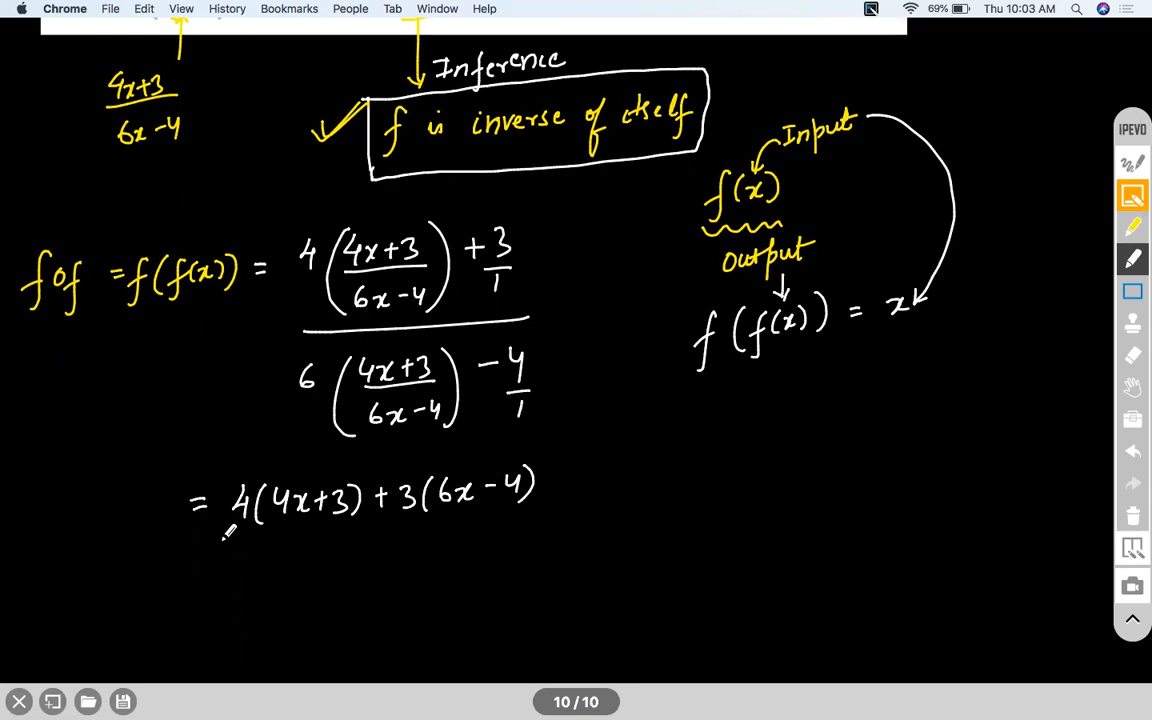 Chrome File Edit View History Bookmarks People Tab Window Help 69% Thu 10:03 AM
4x+3
6x-4
Inference
f is inverse of itself
Input
f(x)
output
f(f(x)) = x
fof = f(f(x)) = 4(4x+3 / 6x-4) + 3/1
6(4x+3 / 6x-4) - 4/1
= 4(4x+3) + 3(6x-4)
IPEVO
10/10